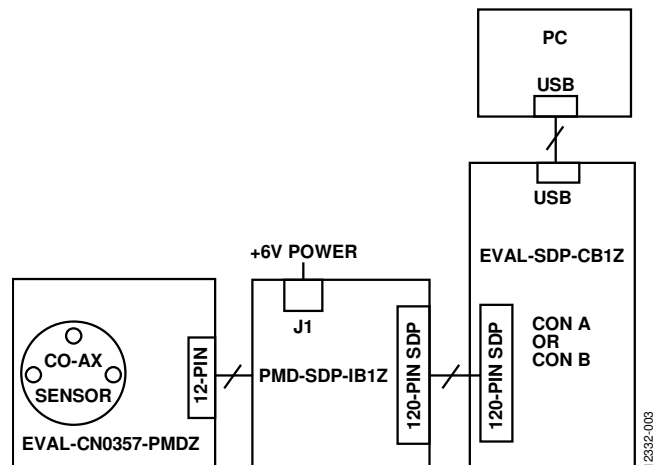 PC
USB
USB
EVAL-SDP-CB1Z
+6V POWER
J1
CO-AX
SENSOR
12-PIN
PMD-SDP-IB1Z
120-PIN SDP
120-PIN SDP
CON A
OR
CON B
EVAL-CN0357-PMDZ
12332-003